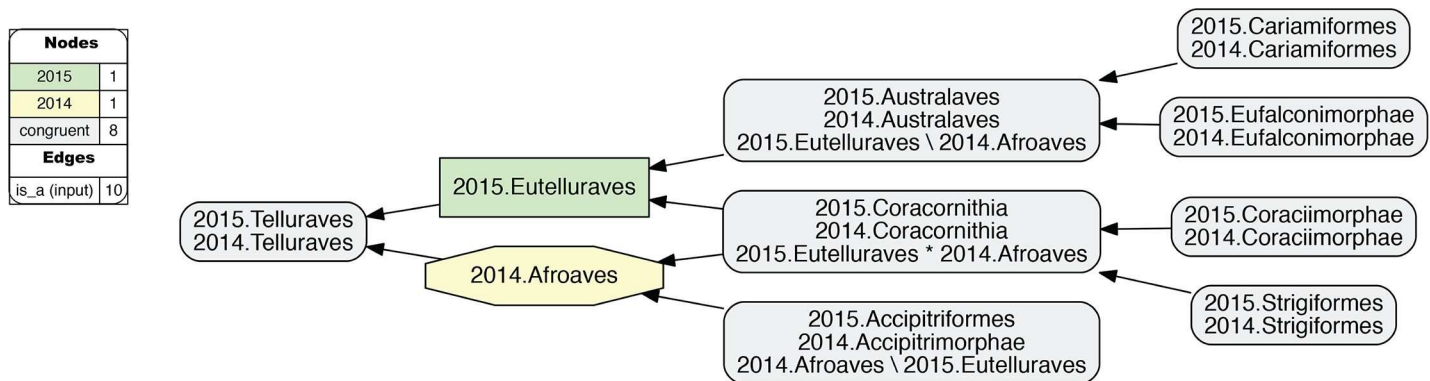 Nodes
2015 1
2014 1
congruent 8
Edges
is_a (input) 10
2015.Telluraves
2014.Telluraves
2015.Eutelluraves
2014.Afroaves
2015.Australaves
2014.Australaves
2015.Eutelluraves \ 2014.Afroaves
2015.Coracornithia
2014.Coracornithia
2015.Eutelluraves * 2014.Afroaves
2015.Accipitriformes
2014.Accipitrimorphae
2014.Afroaves \ 2015.Eutelluraves
2015.Cariamiformes
2014.Cariamiformes
2015.Eufalconimorphae
2014.Eufalconimorphae
2015.Coraciimorphae
2014.Coraciimorphae
2015.Strigiformes
2014.Strigiformes